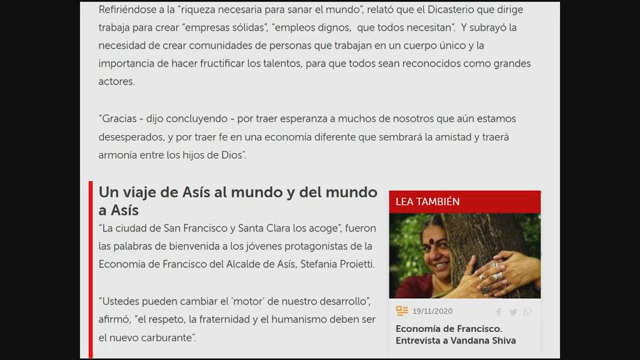 Refiriéndose a la “riqueza necesaria para sanar el mundo”, relató que el Dicasterio que dirige
trabaja para crear “empresas sólidas”, “empleos dignos, que todos necesitan”. Y subrayó la
necesidad de crear comunidades de personas que trabajan en un cuerpo único y la
importancia de hacer fructificar los talentos, para que todos sean reconocidos como grandes
actores.
“Gracias - dijo concluyendo - por traer esperanza a muchos de nosotros que aún estamos
desesperados, y por traer fe en una economía diferente que sembrará la amistad y traerá
armonía entre los hijos de Dios”.
Un viaje de Asís al mundo y del mundo
a Asís
“La ciudad de San Francisco y Santa Clara los acoge”, fueron
las palabras de bienvenida a los jóvenes protagonistas de la
Economía de Francisco del Alcalde de Asís, Stefania Proietti.
“Ustedes pueden cambiar el 'motor' de nuestro desarrollo”,
afirmó, “el respeto, la fraternidad y el humanismo deben ser
el nuevo carburante”.
LEA TAMBIÉN
19/11/2020
Economía de Francisco.
Entrevista a Vandana Shiva